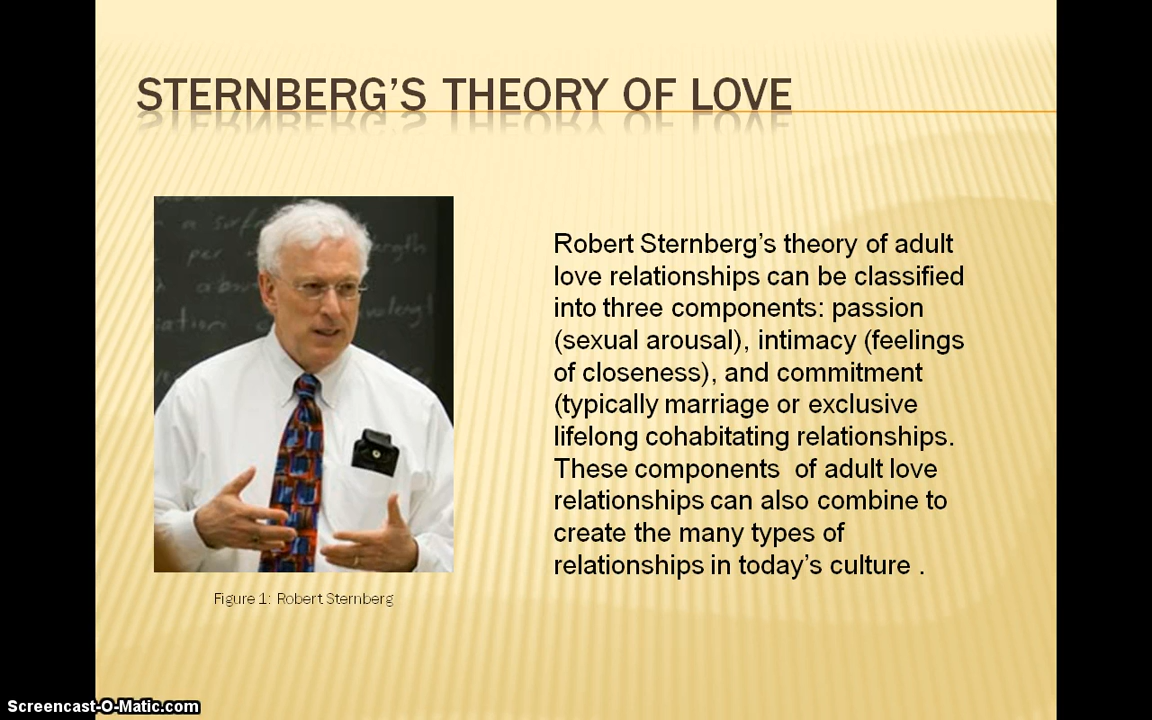 STERNBERG'S THEORY OF LOVE
Robert Sternberg's theory of adult
love relationships can be classified
into three components: passion
(sexual arousal), intimacy (feelings
of closeness), and commitment
(typically marriage or exclusive
lifelong cohabitating relationships.
These components  of adult love
relationships can also combine to
create the many types of
relationships in today's culture .
Figure 1: Robert Sternberg
Screencast-O-Matic.com